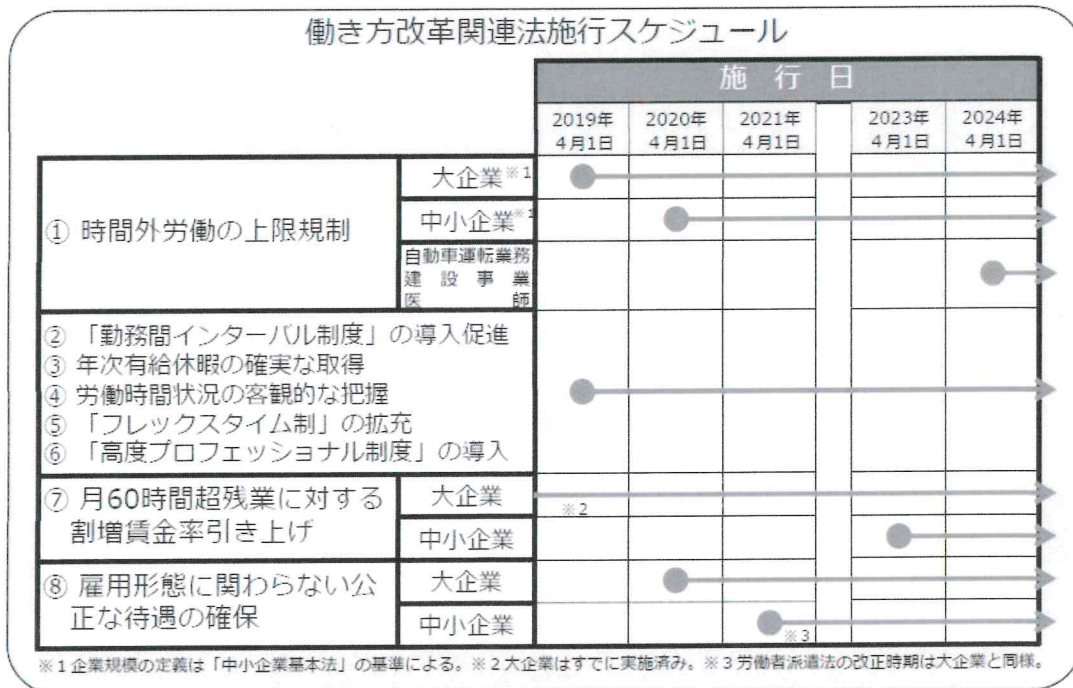 働き方改革関連法施行スケジュール
施行日
2019年
4月1日
2020年
4月1日
2021年
4月1日
2023年
4月1日
2024年
4月1日
① 時間外労働の上限規制
大企業※1
中小企業※1
自動車運転業務
建設事業
医師
② 「勤務間インターバル制度」の導入促進
③ 年次有給休暇の確実な取得
④ 労働時間状況の客観的な把握
⑤ 「フレックスタイム制」の拡充
⑥ 「高度プロフェッショナル制度」の導入
⑦ 月60時間超残業に対する
割増賃金率引き上げ
大企業
※2
中小企業
⑧ 雇用形態に関わらない公
正な待遇の確保
大企業
中小企業
※3
※1企業規模の定義は「中小企業基本法」の基準による。※2大企業はすでに実施済み。※3労働者派遣法の改正時期は大企業と同様。